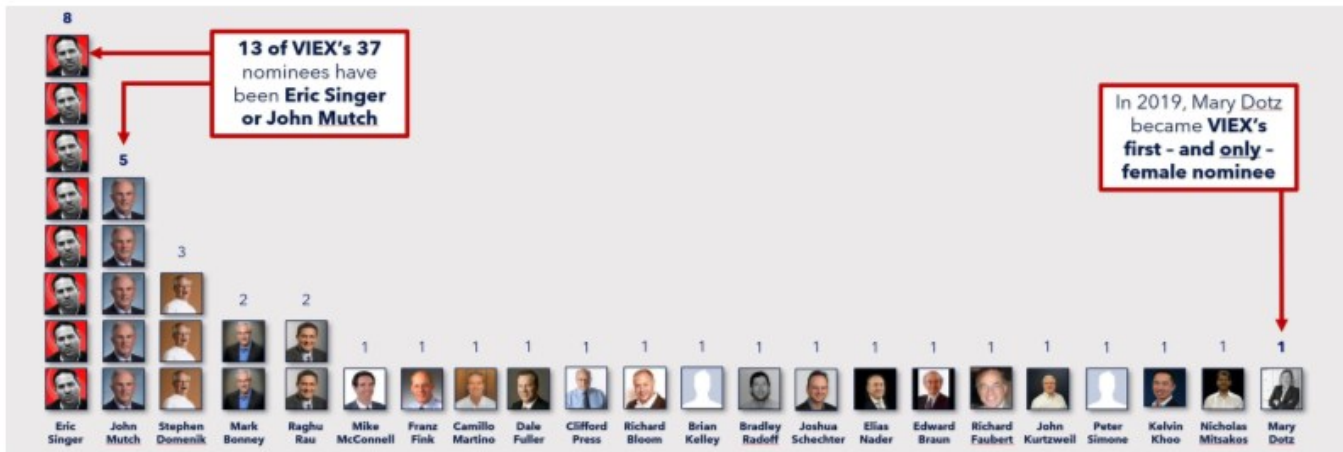 8
13 of VIEX's 37
nominees have
been Eric Singer
or John Mutch
In 2019, Mary Dotz
became VIEX's
first – and only –
female nominee
5
3
2 2
1 1 1 1 1 1 1 1 1 1 1 1 1 1 1 1 1
Eric
Singer
John
Mutch
Stephen
Domenik
Mark
Bonney
Raghu
Rau
Mike
McConnell
Franz
Fink
Camillo
Martino
Dale
Fuller
Clifford
Press
Richard
Bloom
Brian
Kelley
Bradley
Radoff
Joshua
Schechter
Elias
Nader
Edward
Braun
Richard
Faubert
John
Kurtzweil
Peter
Simone
Kelvin
Khoo
Nicholas
Mitsakos
Mary
Dotz